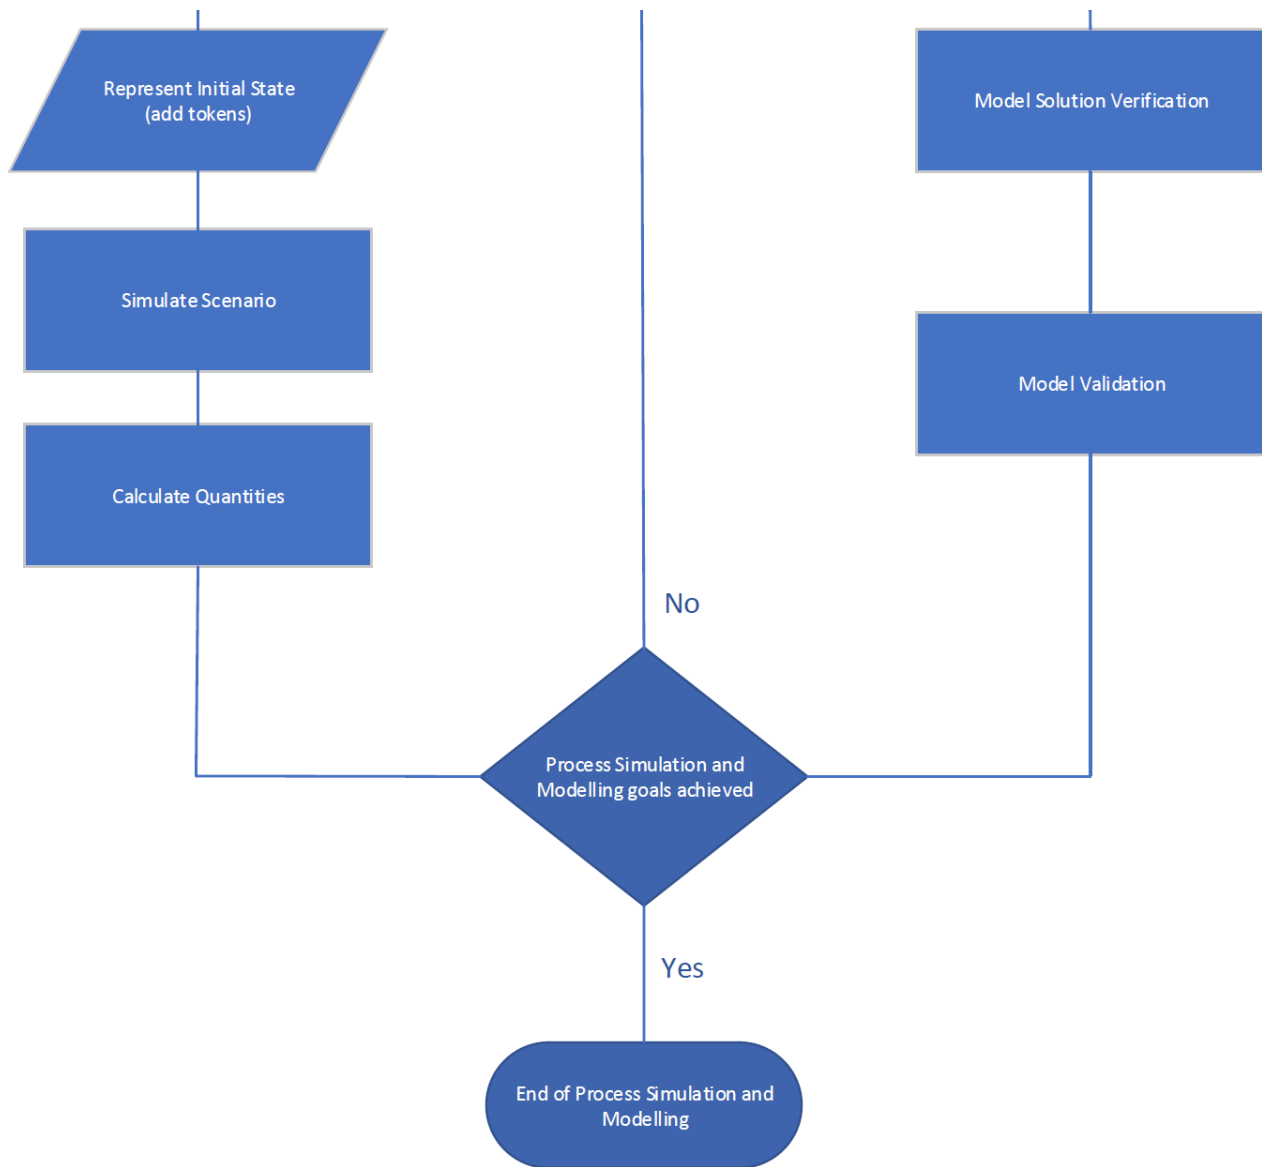 Represent Initial State
(add tokens)
Simulate Scenario
Calculate Quantities
Model Solution Verification
Model Validation
No
Process Simulation and
Modelling goals achieved
Yes
End of Process Simulation and
Modelling